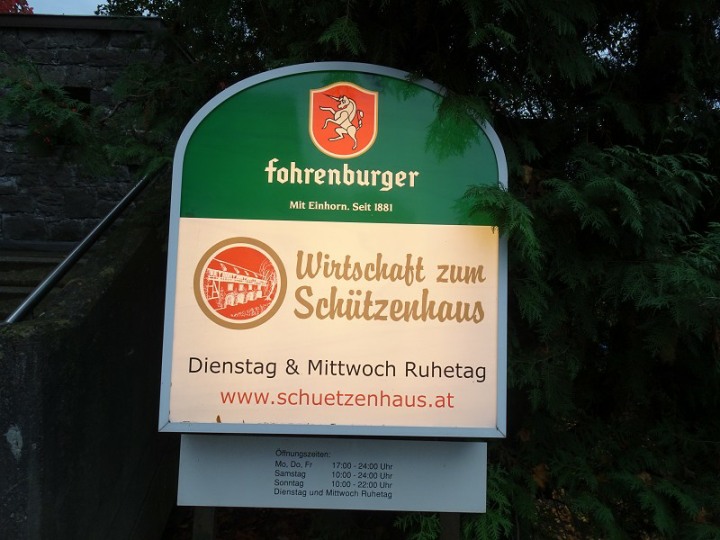 fohrenburger
Mit Einhorn. Seit 1881
Wirtschaft zum
Schützenhaus
Dienstag & Mittwoch Ruhetag
www.schuetzenhaus.at
Öffnungszeiten:
Mo, Do, Fr 17:00 - 24:00 Uhr
Samstag 10:00 - 24:00 Uhr
Sonntag 10:00 - 22:00 Uhr
Dienstag und Mittwoch Ruhetag